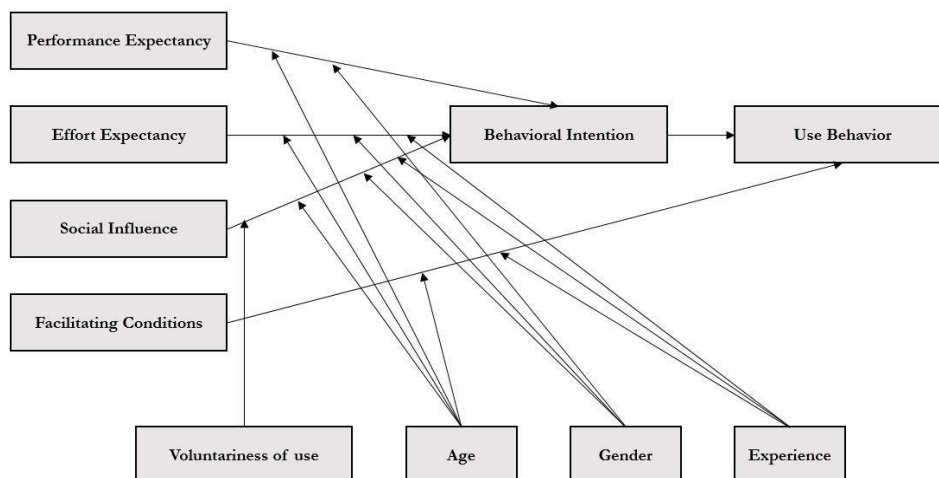 Performance Expectancy
Effort Expectancy
Behavioral Intention
Use Behavior
Social Influence
Facilitating Conditions
Voluntariness of use
Age
Gender
Experience